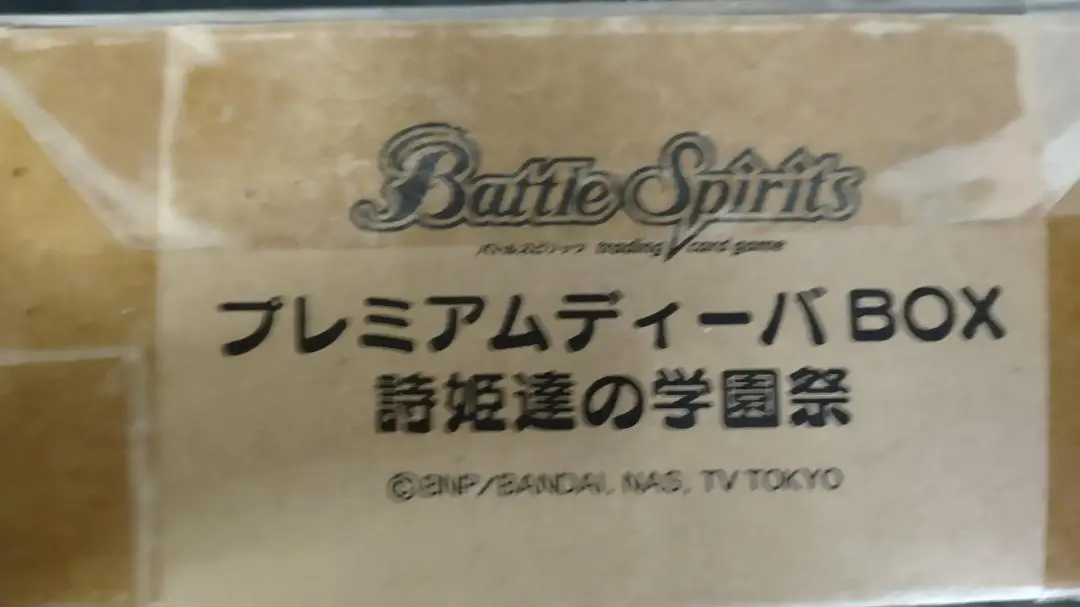 Battle Spirits
バトルスピリッツ trading card game
プレミアムディーバBOX
詩姫達の学園祭
©BNP/BANDAI, NAS, TV TOKYO